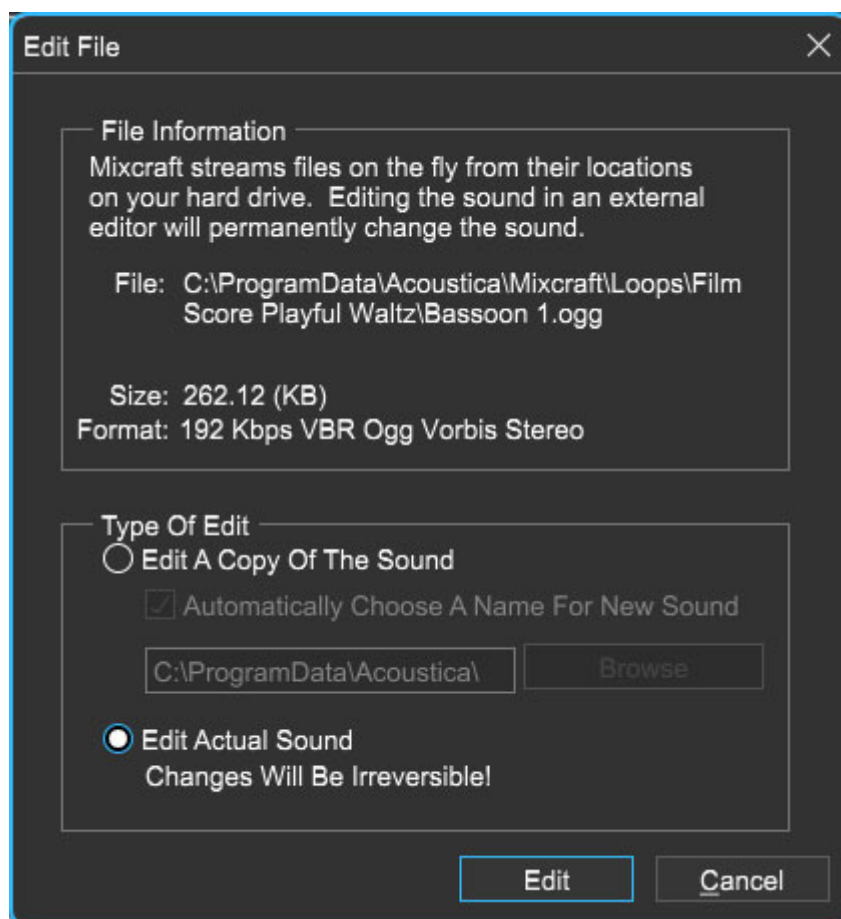 Edit File
File Information
Mixcraft streams files on the fly from their locations
on your hard drive.  Editing the sound in an external
editor will permanently change the sound.
File: C:\ProgramData\Acoustica\Mixcraft\Loops\Film
Score Playful Waltz\Bassoon 1.ogg
Size: 262.12 (KB)
Format: 192 Kbps VBR Ogg Vorbis Stereo
Type Of Edit
Edit A Copy Of The Sound
Automatically Choose A Name For New Sound
C:\ProgramData\Acoustica\ Browse
Edit Actual Sound
Changes Will Be Irreversible!
Edit Cancel